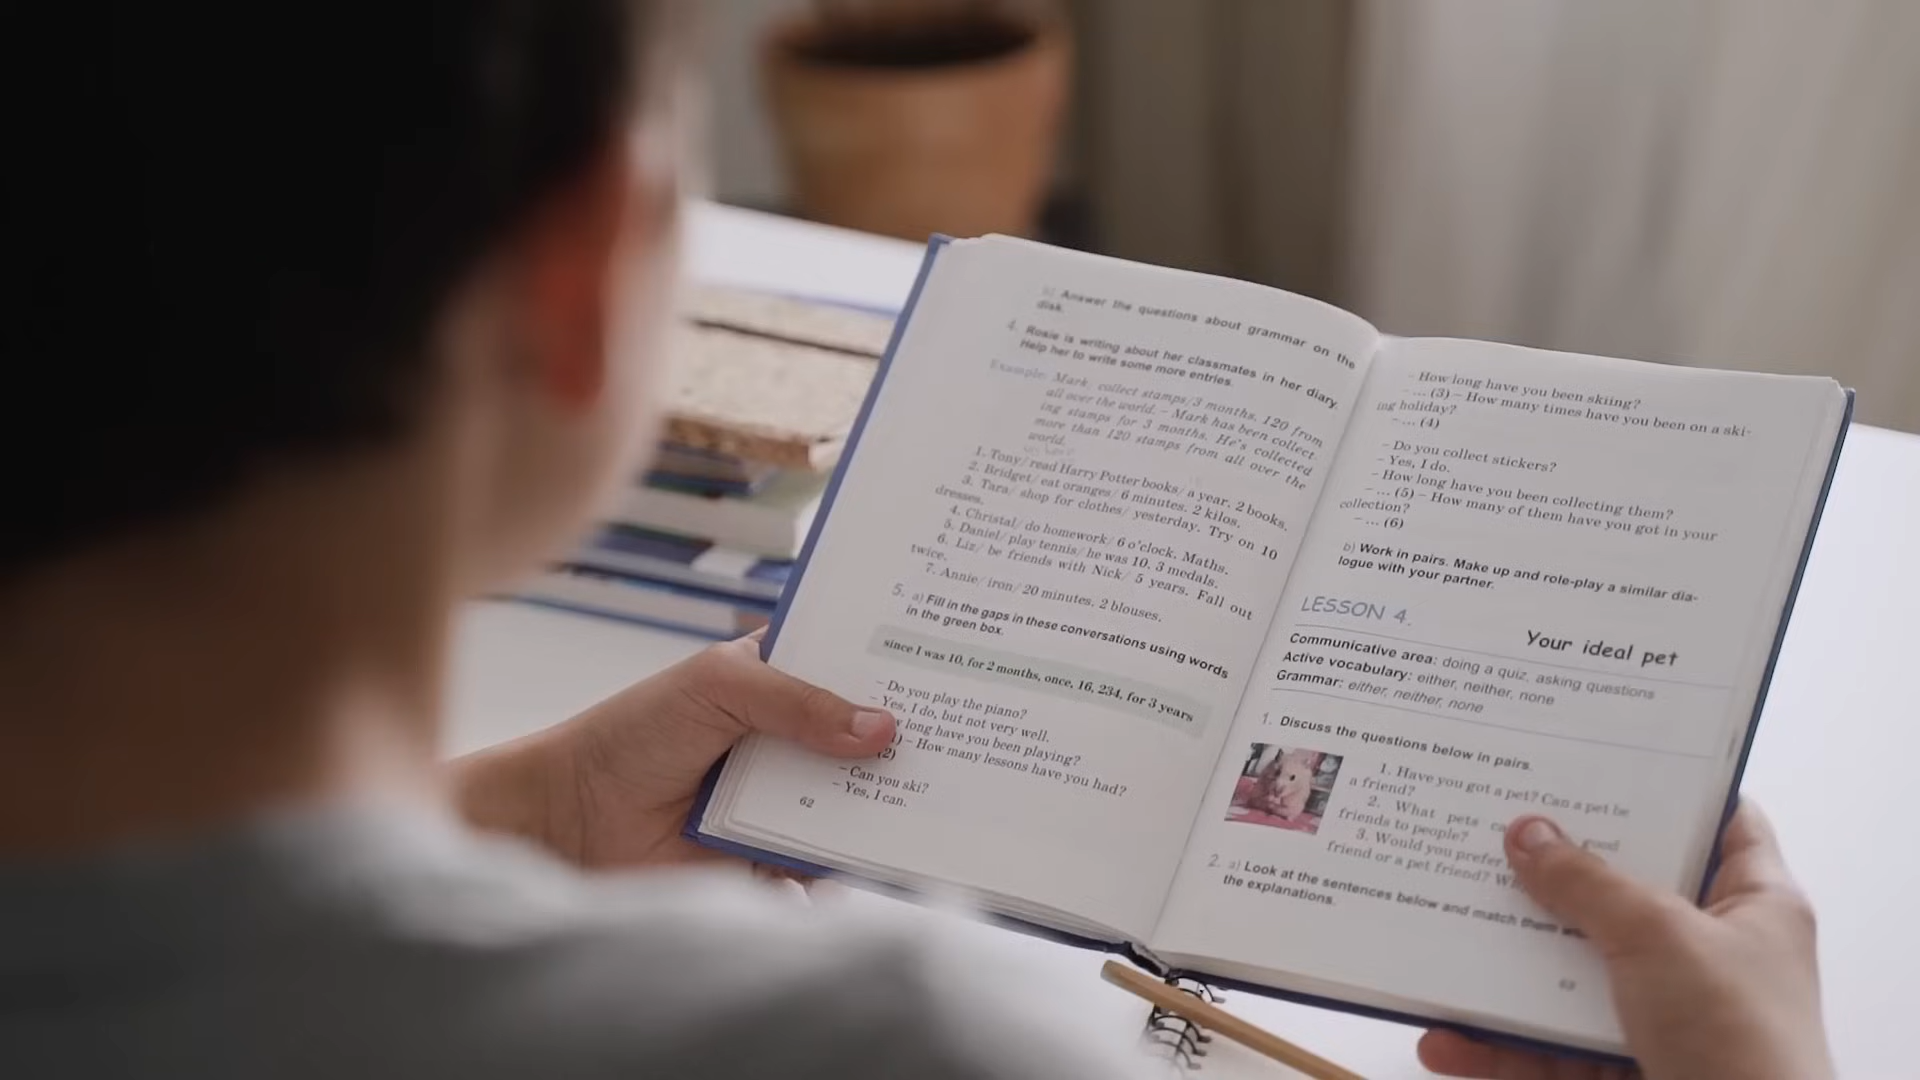 b) Answer the questions about grammar on the
disk.
4. Rosie is writing about her classmates in her diary.
Help her to write some more entries.
Example: Mark, collect stamps/3 months, 120 from
all over the world. – Mark has been collect-
ing stamps for 3 months. He's collected
more than 120 stamps from all over the
world.
1. Tony/ read Harry Potter books/ a year. 2 books.
2. Bridget/ eat oranges/ 6 minutes. 2 kilos.
3. Tara/ shop for clothes/ yesterday. Try on 10
dresses.
4. Christal/ do homework/ 6 o'clock. Maths.
5. Daniel/ play tennis/ he was 10. 3 medals.
6. Liz/ be friends with Nick/ 5 years. Fall out
twice.
7. Annie/ iron/ 20 minutes. 2 blouses.
5. a) Fill in the gaps in these conversations using words
in the green box.
since I was 10, for 2 months, once, 16, 234, for 3 years
– Do you play the piano?
– Yes, I do, but not very well.
long have you been playing?
– How many lessons have you had?
(2)
– Can you ski?
– Yes, I can.
62
– How long have you been skiing?
– ... (3) – How many times have you been on a ski-
ing holiday?
– ... (4)
– Do you collect stickers?
– Yes, I do.
– How long have you been collecting them?
– ... (5) – How many of them have you got in your
collection?
– ... (6)
b) Work in pairs. Make up and role-play a similar dia-
logue with your partner.
LESSON 4.
Your ideal pet
Communicative area: doing a quiz, asking questions
Active vocabulary: either, neither, none
Grammar: either, neither, none
1. Discuss the questions below in pairs.
1. Have you got a pet? Can a pet be
a friend?
2. What pets good
friends to people?
3. Would you prefer
friend or a pet friend?
2. a) Look at the sentences below and match them
the explanations.
63